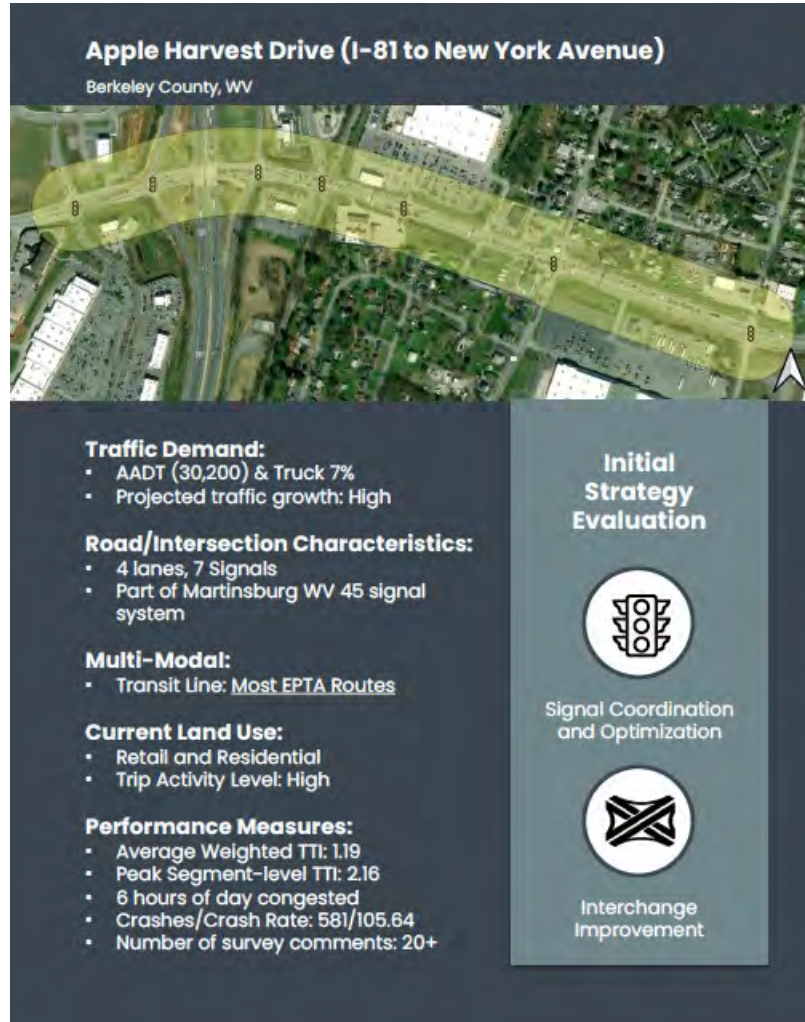 Apple Harvest Drive (I-81 to New York Avenue)
Berkeley County, WV
Traffic Demand:
▪ AADT (30,200) & Truck 7%
▪ Projected traffic growth: High
Road/Intersection Characteristics:
▪ 4 lanes, 7 Signals
▪ Part of Martinsburg WV 45 signal
system
Multi-Modal:
▪ Transit Line: Most EPTA Routes
Current Land Use:
▪ Retail and Residential
▪ Trip Activity Level: High
Performance Measures:
▪ Average Weighted TTI: 1.19
▪ Peak Segment-level TTI: 2.16
▪ 6 hours of day congested
▪ Crashes/Crash Rate: 581/105.64
▪ Number of survey comments: 20+
Initial
Strategy
Evaluation
Signal Coordination
and Optimization
Interchange
Improvement